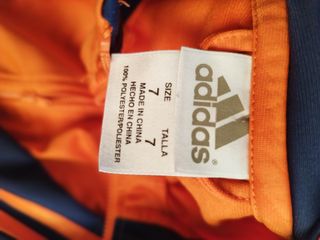 adidas®
SIZE TALLA
7 7
MADE IN CHINA
HECHO EN CHINA
100% POLYESTER/POLIESTER